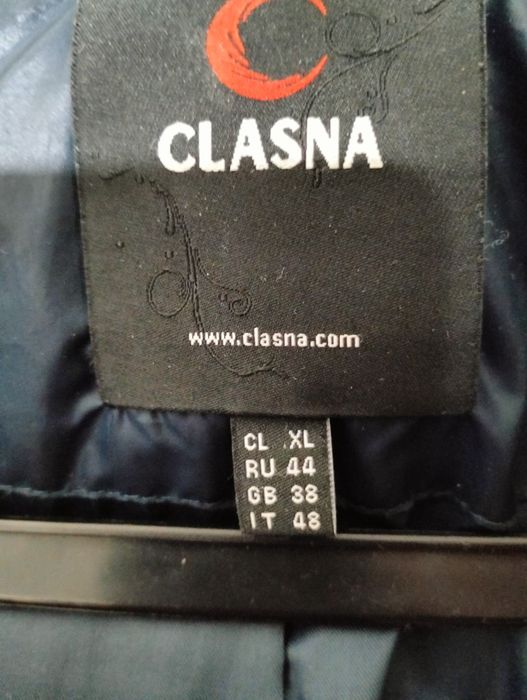 CLASNA
www.clasna.com
CL XL
RU 44
GB 38
IT 48